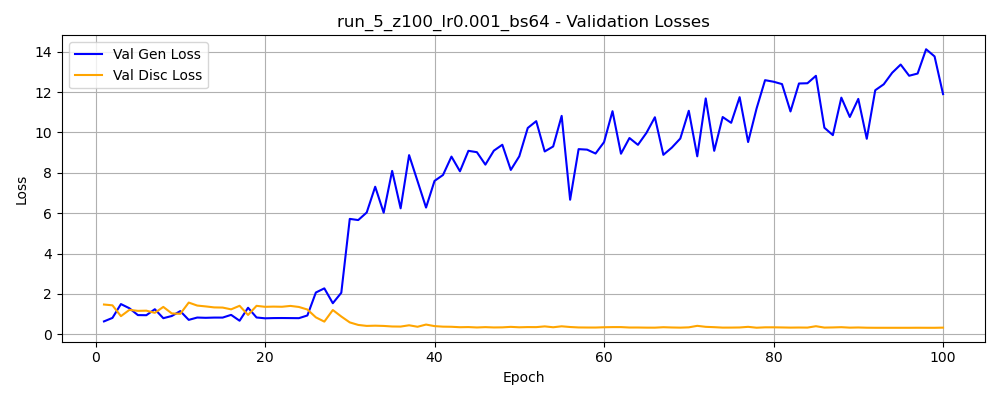 run_5_z100_lr0.001_bs64 - Validation Losses
Val Gen Loss
Val Disc Loss
Loss
14
12
10
8
6
4
2
0
0 20 40 60 80 100
Epoch